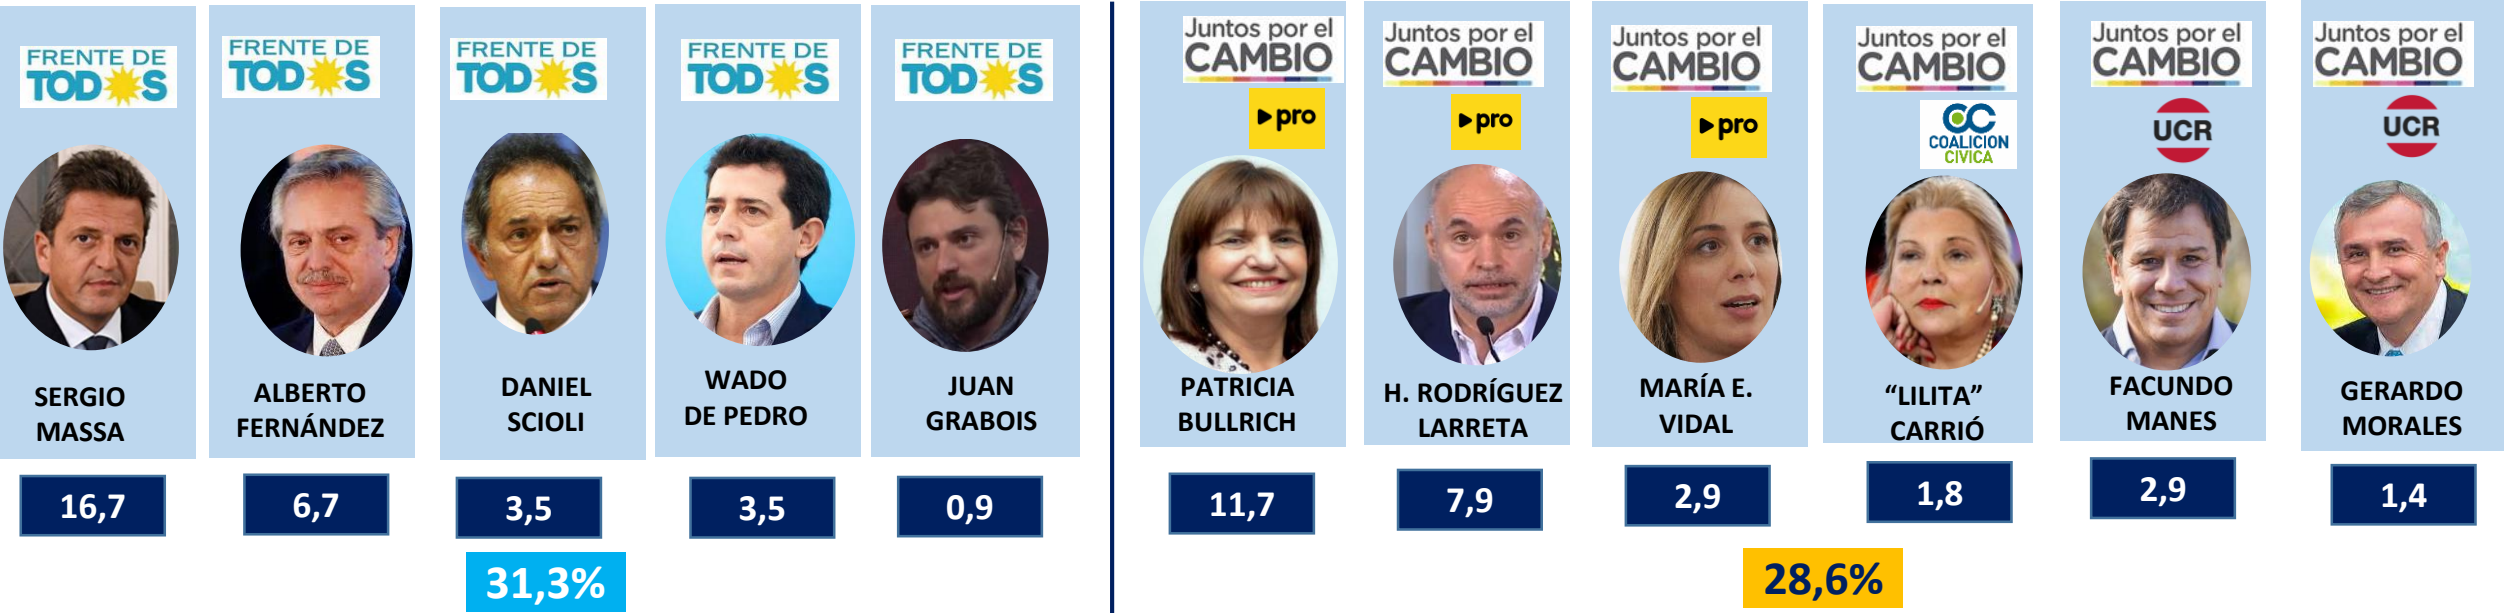 FRENTE DE
TODOS
SERGIO
MASSA
16,7
FRENTE DE
TODOS
ALBERTO
FERNÁNDEZ
6,7
FRENTE DE
TODOS
DANIEL
SCIOLI
3,5
FRENTE DE
TODOS
WADO
DE PEDRO
3,5
FRENTE DE
TODOS
JUAN
GRABOIS
0,9
31,3%
Juntos por el
CAMBIO
pro
PATRICIA
BULLRICH
11,7
Juntos por el
CAMBIO
pro
H. RODRÍGUEZ
LARRETA
7,9
Juntos por el
CAMBIO
pro
MARÍA E.
VIDAL
2,9
Juntos por el
CAMBIO
CC
COALICION
CIVICA
“LILITA”
CARRIÓ
1,8
Juntos por el
CAMBIO
UCR
FACUNDO
MANES
2,9
Juntos por el
CAMBIO
UCR
GERARDO
MORALES
1,4
28,6%